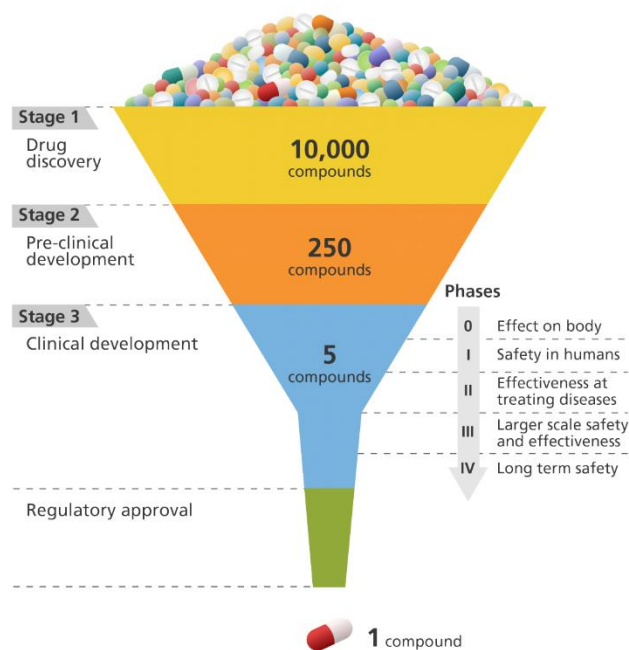 Stage 1
Drug
discovery
10,000
compounds
Stage 2
Pre-clinical
development
250
compounds
Stage 3
Clinical development
5
compounds
Phases
0 Effect on body
I Safety in humans
II Effectiveness at
treating diseases
III Larger scale safety
and effectiveness
IV Long term safety
Regulatory approval
1 compound